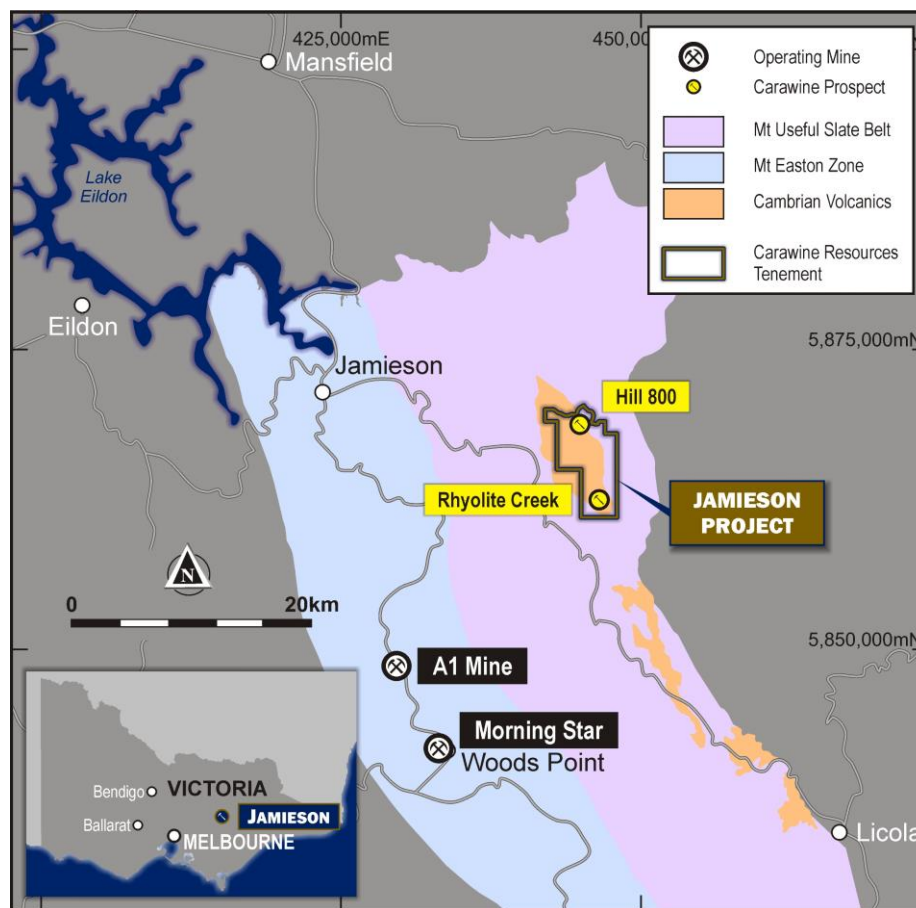 425,000mE
450,00
Mansfield
Operating Mine
Carawine Prospect
Mt Useful Slate Belt
Mt Easton Zone
Cambrian Volcanics
Carawine Resources
Tenement
Lake
Eildon
Eildon
5,875,000mN
Jamieson
Hill 800
Rhyolite Creek
JAMIESON
PROJECT
N
0
20km
5,850,000mN
A1 Mine
Morning Star
Woods Point
Licola
VICTORIA
Bendigo
JAMIESON
Ballarat
MELBOURNE